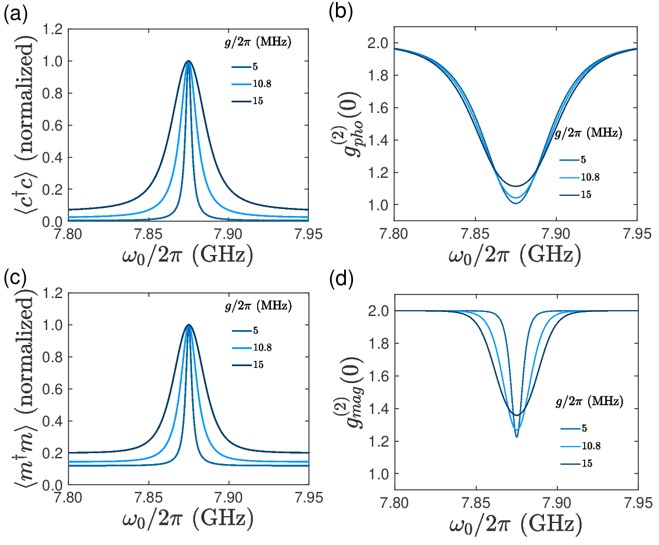 (a)
⟨c†c⟩ (normalized)
1.2
1.0
0.8
0.6
0.4
0.2
0.0
g/2π (MHz)
5
10.8
15
7.80 7.85 7.90 7.95
ω₀/2π (GHz)
(b)
g⁽²⁾pho(0)
2.0
1.8
1.6
1.4
1.2
1.0
g/2π (MHz)
5
10.8
15
7.80 7.85 7.90 7.95
ω₀/2π (GHz)
(c)
⟨m†m⟩ (normalized)
1.2
1.0
0.8
0.6
0.4
0.2
0.0
g/2π (MHz)
5
10.8
15
7.80 7.85 7.90 7.95
ω₀/2π (GHz)
(d)
g⁽²⁾mag(0)
2.0
1.8
1.6
1.4
1.2
1.0
g/2π (MHz)
5
10.8
15
7.80 7.85 7.90 7.95
ω₀/2π (GHz)